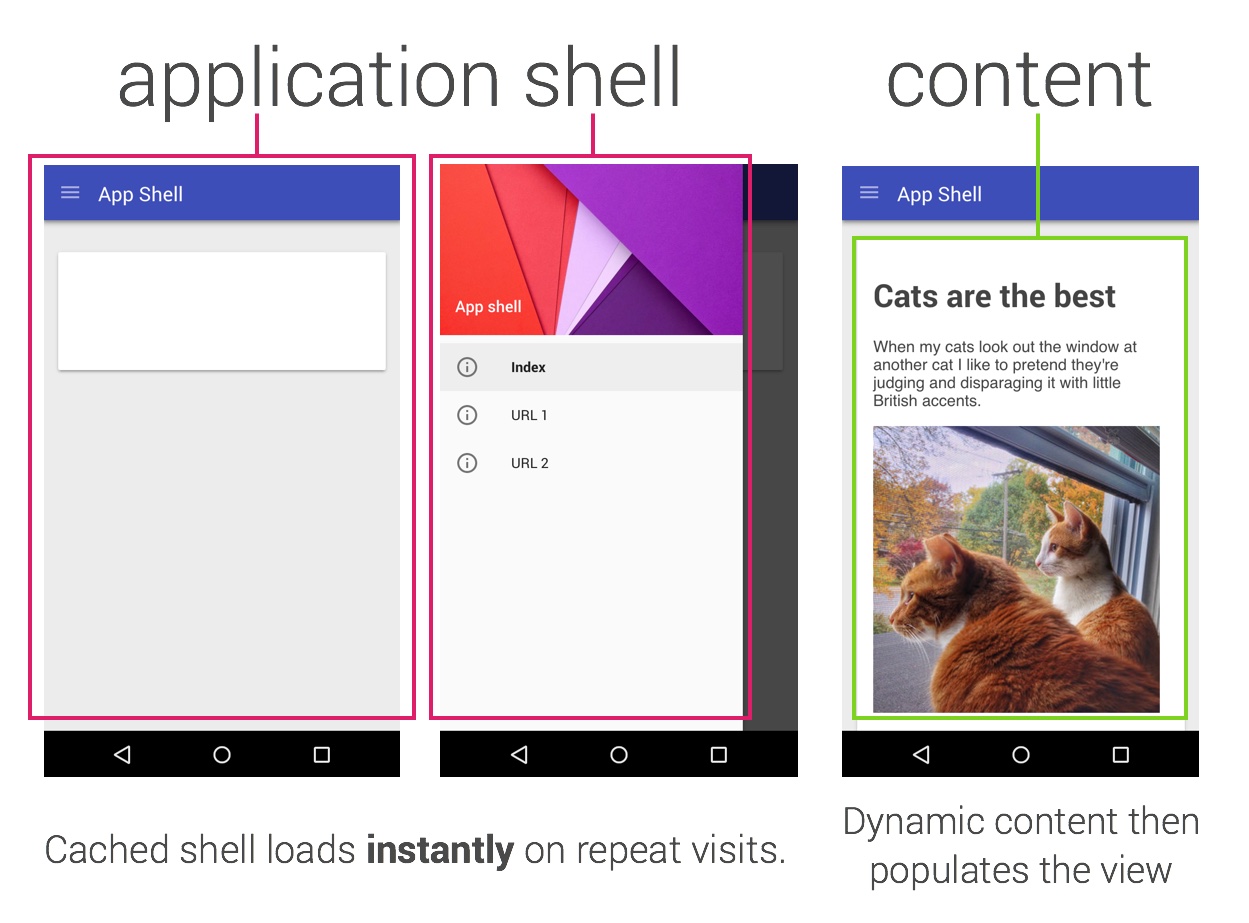 application shell
content
App Shell
App shell
Index
URL 1
URL 2
App Shell
Cats are the best
When my cats look out the window at
another cat I like to pretend they're
judging and disparaging it with little
British accents.
Cached shell loads instantly on repeat visits.
Dynamic content then
populates the view